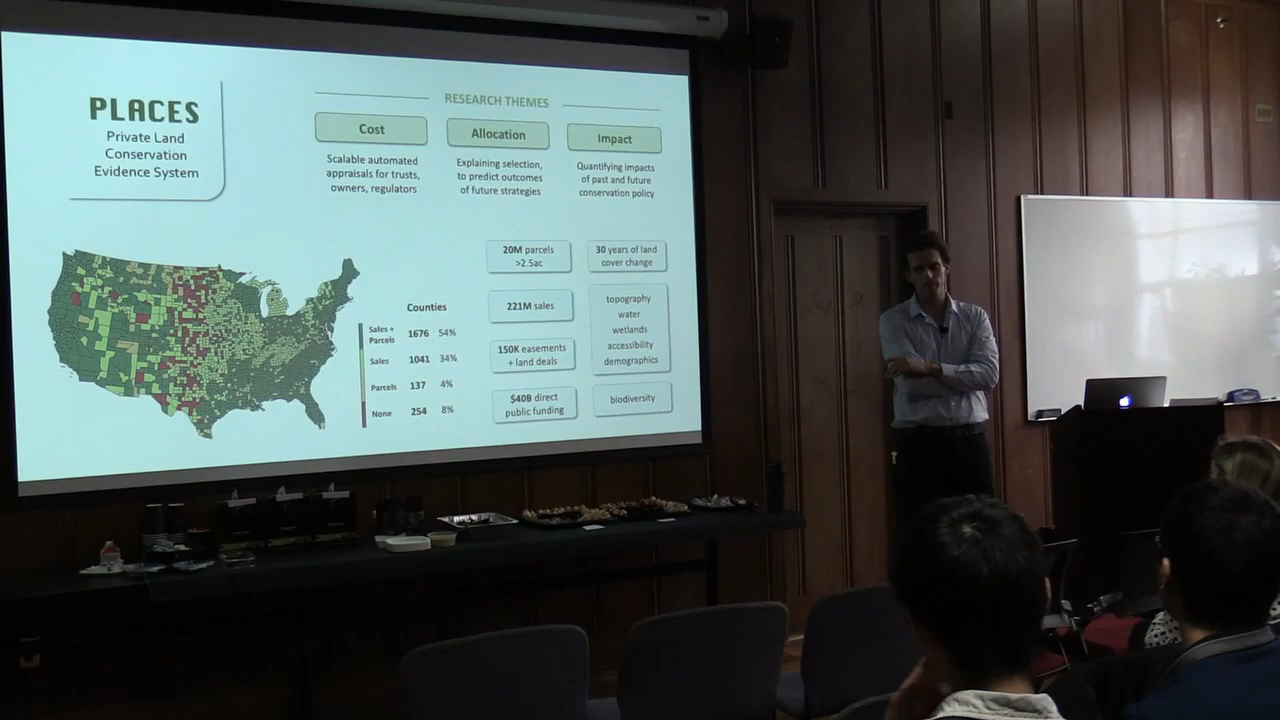 PLACES
Private Land
Conservation
Evidence System
RESEARCH THEMES
Cost
Scalable automated
appraisals for trusts,
owners, regulators
Allocation
Explaining selection,
to predict outcomes
of future strategies
Impact
Quantifying impacts
of past and future
conservation policy
Counties
Sales +
Parcels
1676 54%
Sales 1041 34%
Parcels 137 4%
None 254 8%
20M parcels
>2.5ac
221M sales
150K easements
+ land deals
$40B direct
public funding
30 years of land
cover change
topography
water
wetlands
accessibility
demographics
biodiversity